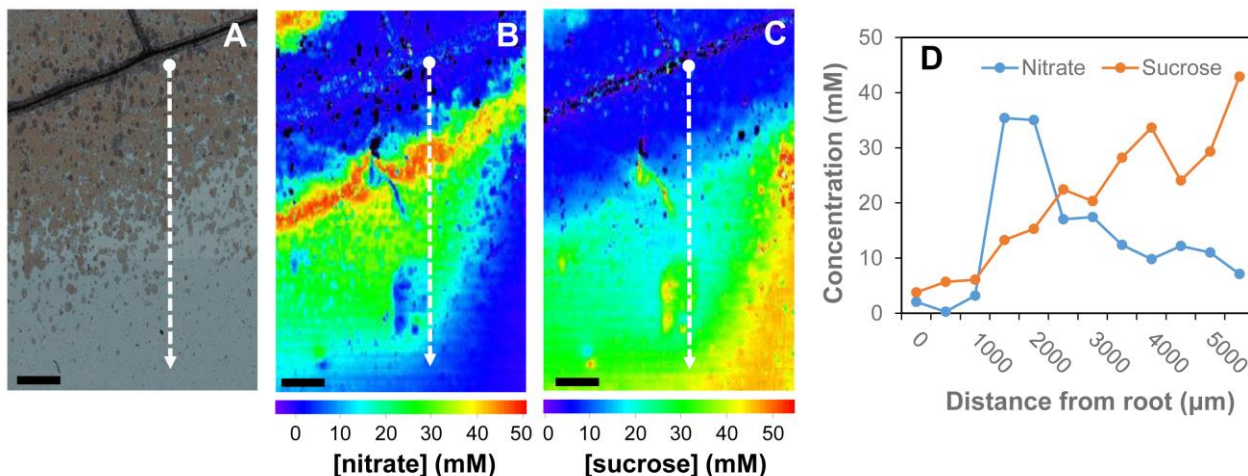 A
B
C
0 10 20 30 40 50
[nitrate] (mM)
0 10 20 30 40 50
[sucrose] (mM)
D
Nitrate Sucrose
50
40
30
20
10
0
Concentration (mM)
0 1000 2000 3000 4000 5000
Distance from root (µm)